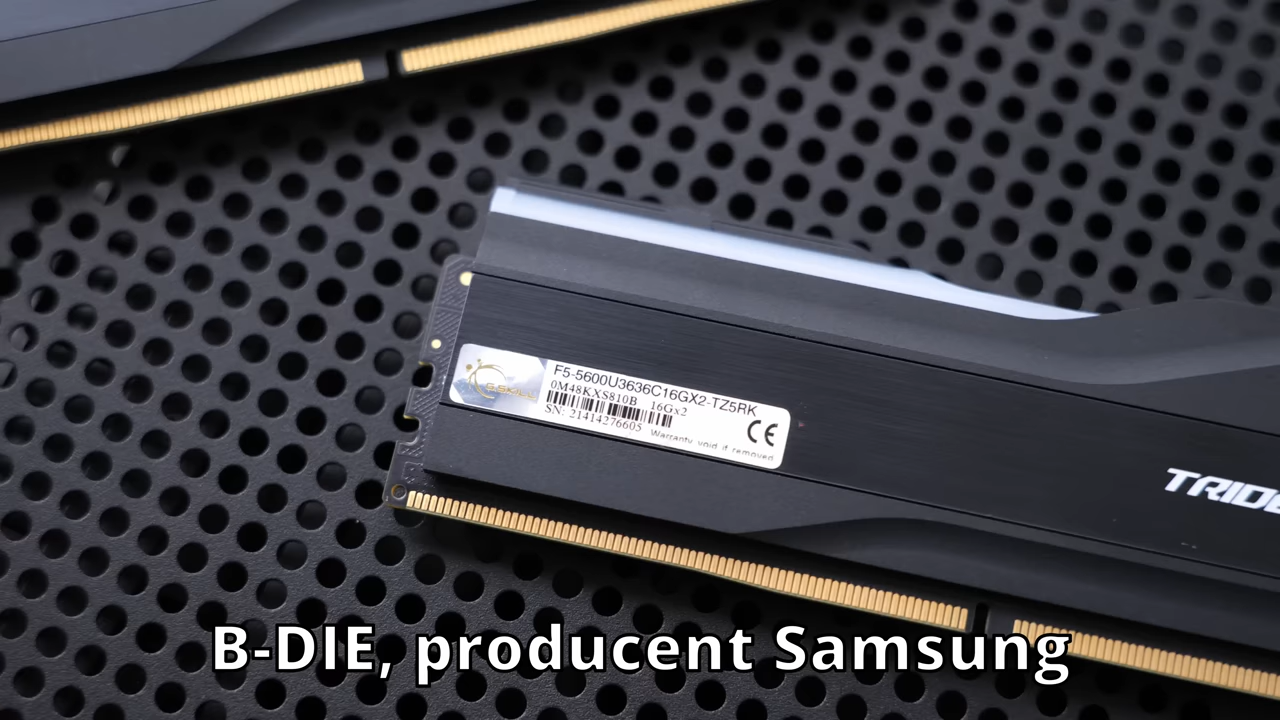 G.SKILL
F5-5600U3636C16GX2-TZ5RK
0M48KXS810B 16Gx2
SN: 21414276605
Warranty void if removed
CE
TRIDE
B-DIE, producent Samsung